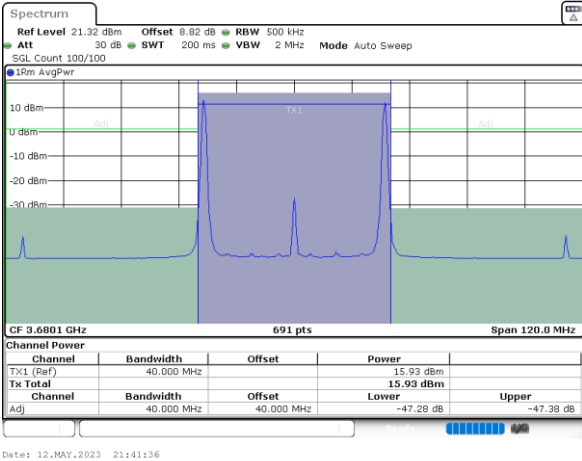 Spectrum
Ref Level 21.32 dBm Offset 8.82 dB RBW 500 kHz
Att 30 dB SWT 200 ms VBW 2 MHz Mode Auto Sweep
SGL Count 100/100
1Rm AvgPwr
10 dBm
TX1
Adj Adj
0 dBm
-10 dBm
-20 dBm
-30 dBm
CF 3.6801 GHz 691 pts Span 120.0 MHz
Channel Power
Channel Bandwidth Offset Power
TX1 (Ref) 40.000 MHz 15.93 dBm
Tx Total 15.93 dBm
Channel Bandwidth Offset Lower Upper
Adj 40.000 MHz 40.000 MHz -47.28 dB -47.38 dB
Ready
Date: 12.MAY.2023 21:41:36